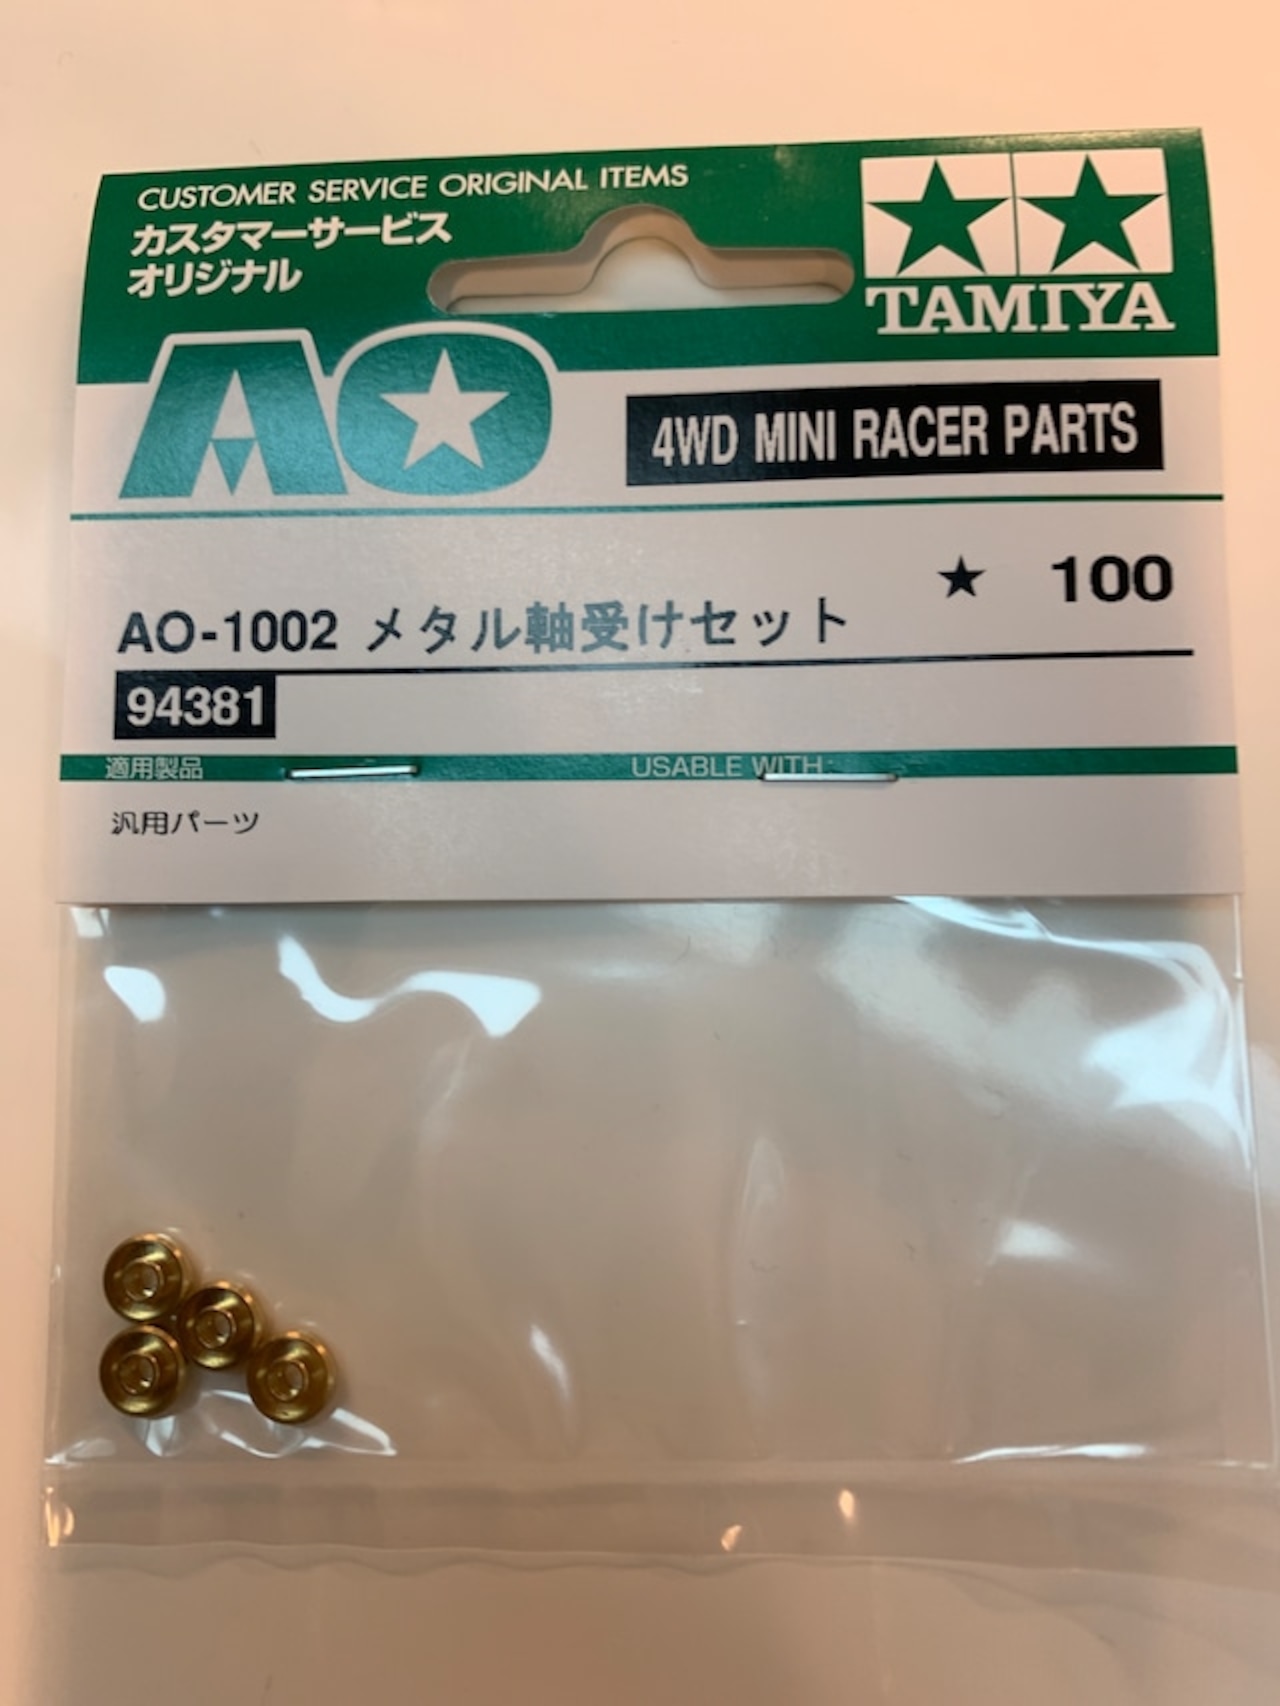 CUSTOMER SERVICE ORIGINAL ITEMS
カスタマーサービス
オリジナル
TAMIYA
AO
4WD MINI RACER PARTS
★ 100
AO-1002 メタル軸受けセット
94381
適用製品 USABLE WITH:
汎用パーツ